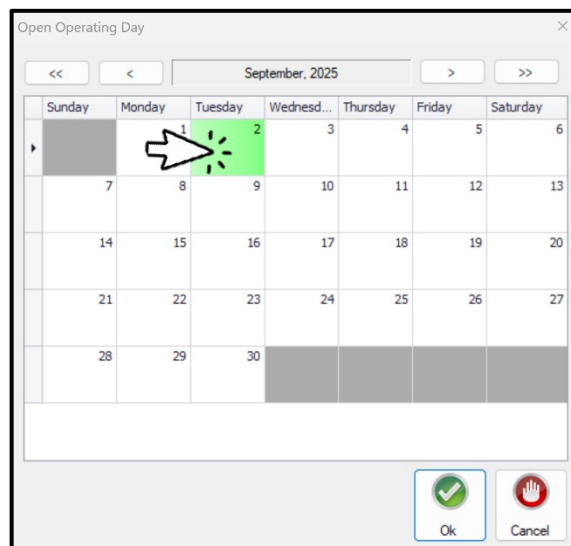 Open Operating Day
<< < September, 2025 > >>
Sunday Monday Tuesday Wednesd... Thursday Friday Saturday
1 2 3 4 5 6
7 8 9 10 11 12 13
14 15 16 17 18 19 20
21 22 23 24 25 26 27
28 29 30
Ok Cancel